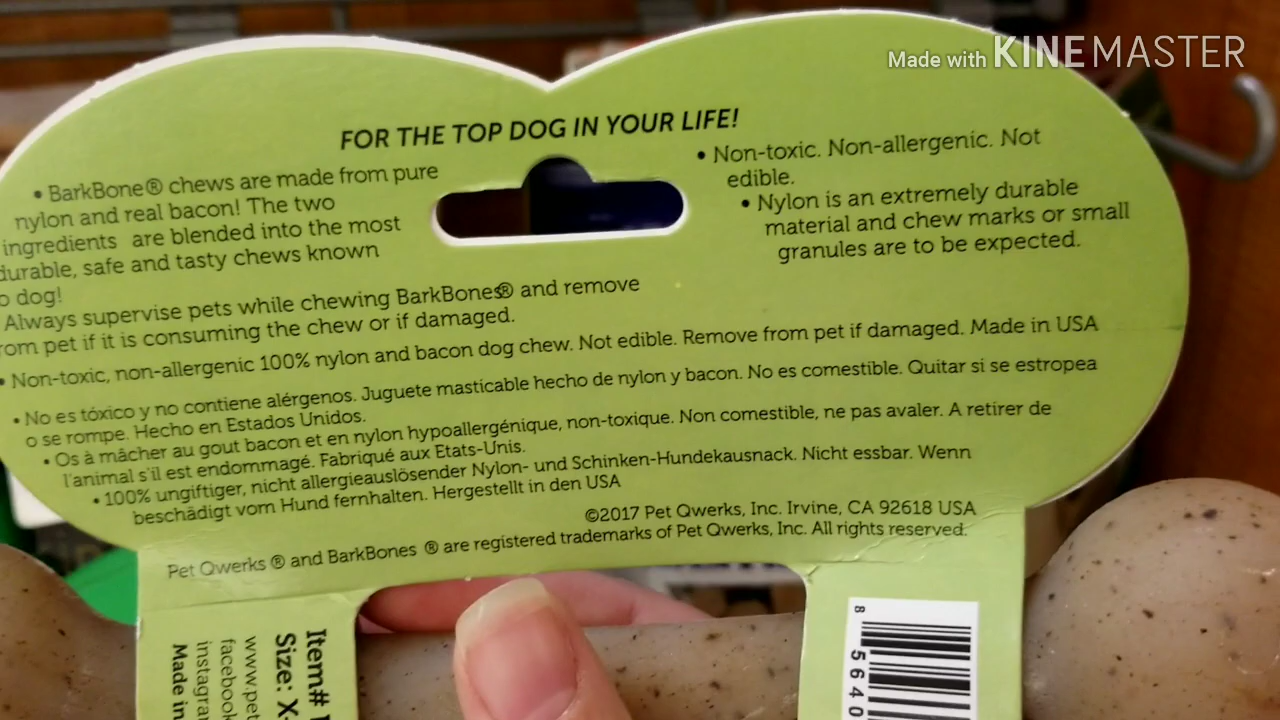 Made with KINEMASTER
FOR THE TOP DOG IN YOUR LIFE!
• BarkBone® chews are made from pure
nylon and real bacon! The two
ingredients are blended into the most
durable, safe and tasty chews known
o dog!
Always supervise pets while chewing BarkBones® and remove
rom pet if it is consuming the chew or if damaged.
• Non-toxic. Non-allergenic. Not
edible.
• Nylon is an extremely durable
material and chew marks or small
granules are to be expected.
• Non-toxic, non-allergenic 100% nylon and bacon dog chew. Not edible. Remove from pet if damaged. Made in USA
• No es tóxico y no contiene alérgenos. Juguete masticable hecho de nylon y bacon. No es comestible. Quitar si se estropea
o se rompe. Hecho en Estados Unidos.
• Os à mâcher au gout bacon et en nylon hypoallergénique, non-toxique. Non comestible, ne pas avaler. A retirer de
l'animal s'il est endommagé. Fabriqué aux Etats-Unis.
• 100% ungiftiger, nicht allergieauslösender Nylon- und Schinken-Hundekausnack. Nicht essbar. Wenn
beschädigt vom Hund fernhalten. Hergestellt in den USA
©2017 Pet Qwerks, Inc. Irvine, CA 92618 USA
Pet Qwerks ® and BarkBones ® are registered trademarks of Pet Qwerks, Inc. All rights reserved.
Item#
Size: X-
www.pet
facebook
instagra
Made in
8 5640